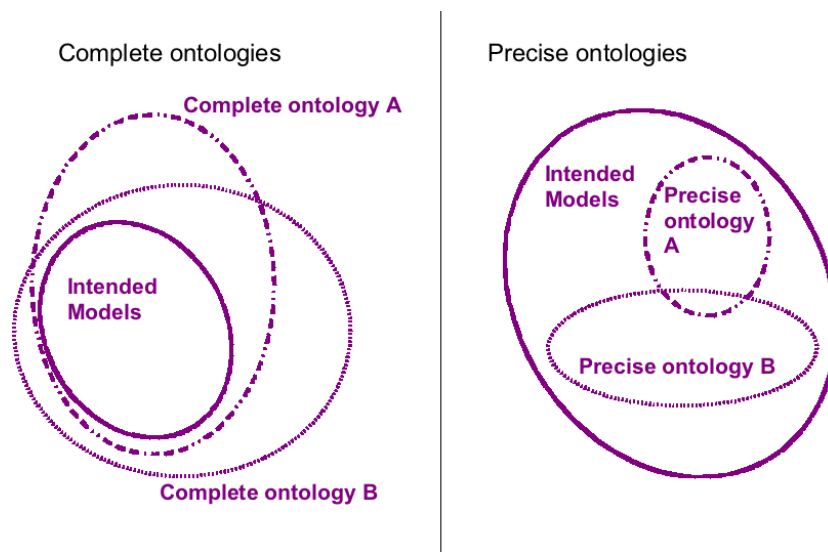 Complete ontologies
Complete ontology A
Intended
Models
Complete ontology B
Precise ontologies
Intended
Models
Precise
ontology
A
Precise ontology B